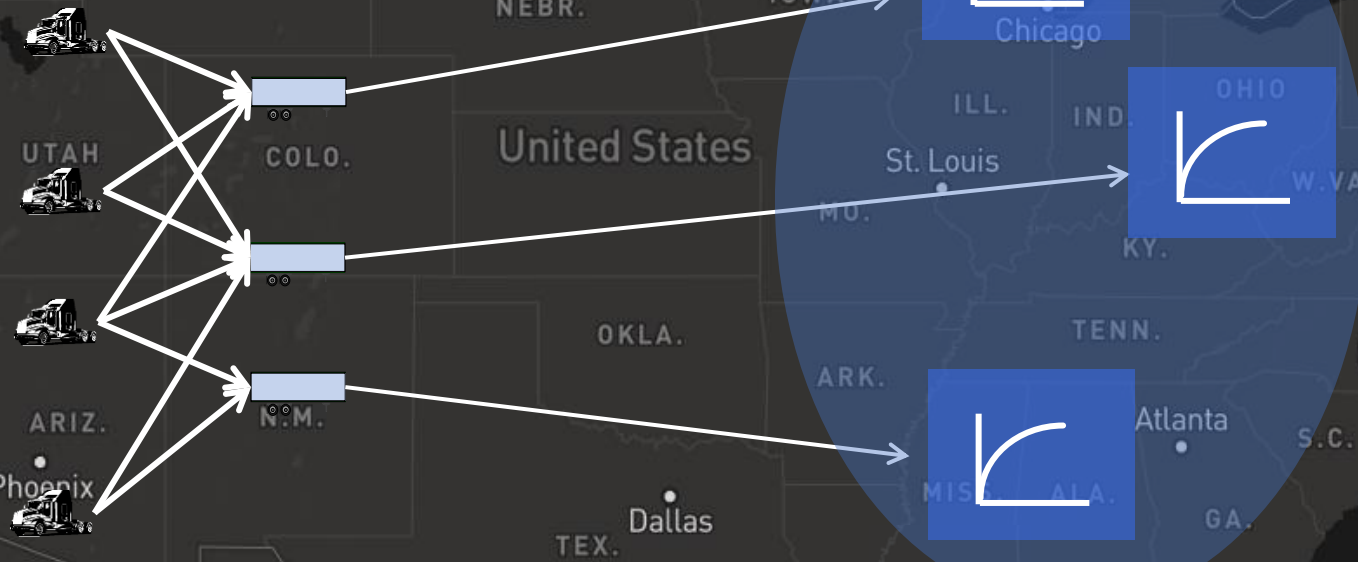 NEBR.
Chicago
OHIO
ILL.
IND.
UTAH
COLO.
United States
St. Louis
W.VA
MO.
KY.
OKLA.
TENN.
ARK.
ARIZ.
N.M.
Atlanta
S.C.
Phoenix
MISS.
ALA.
Dallas
GA.
TEX.